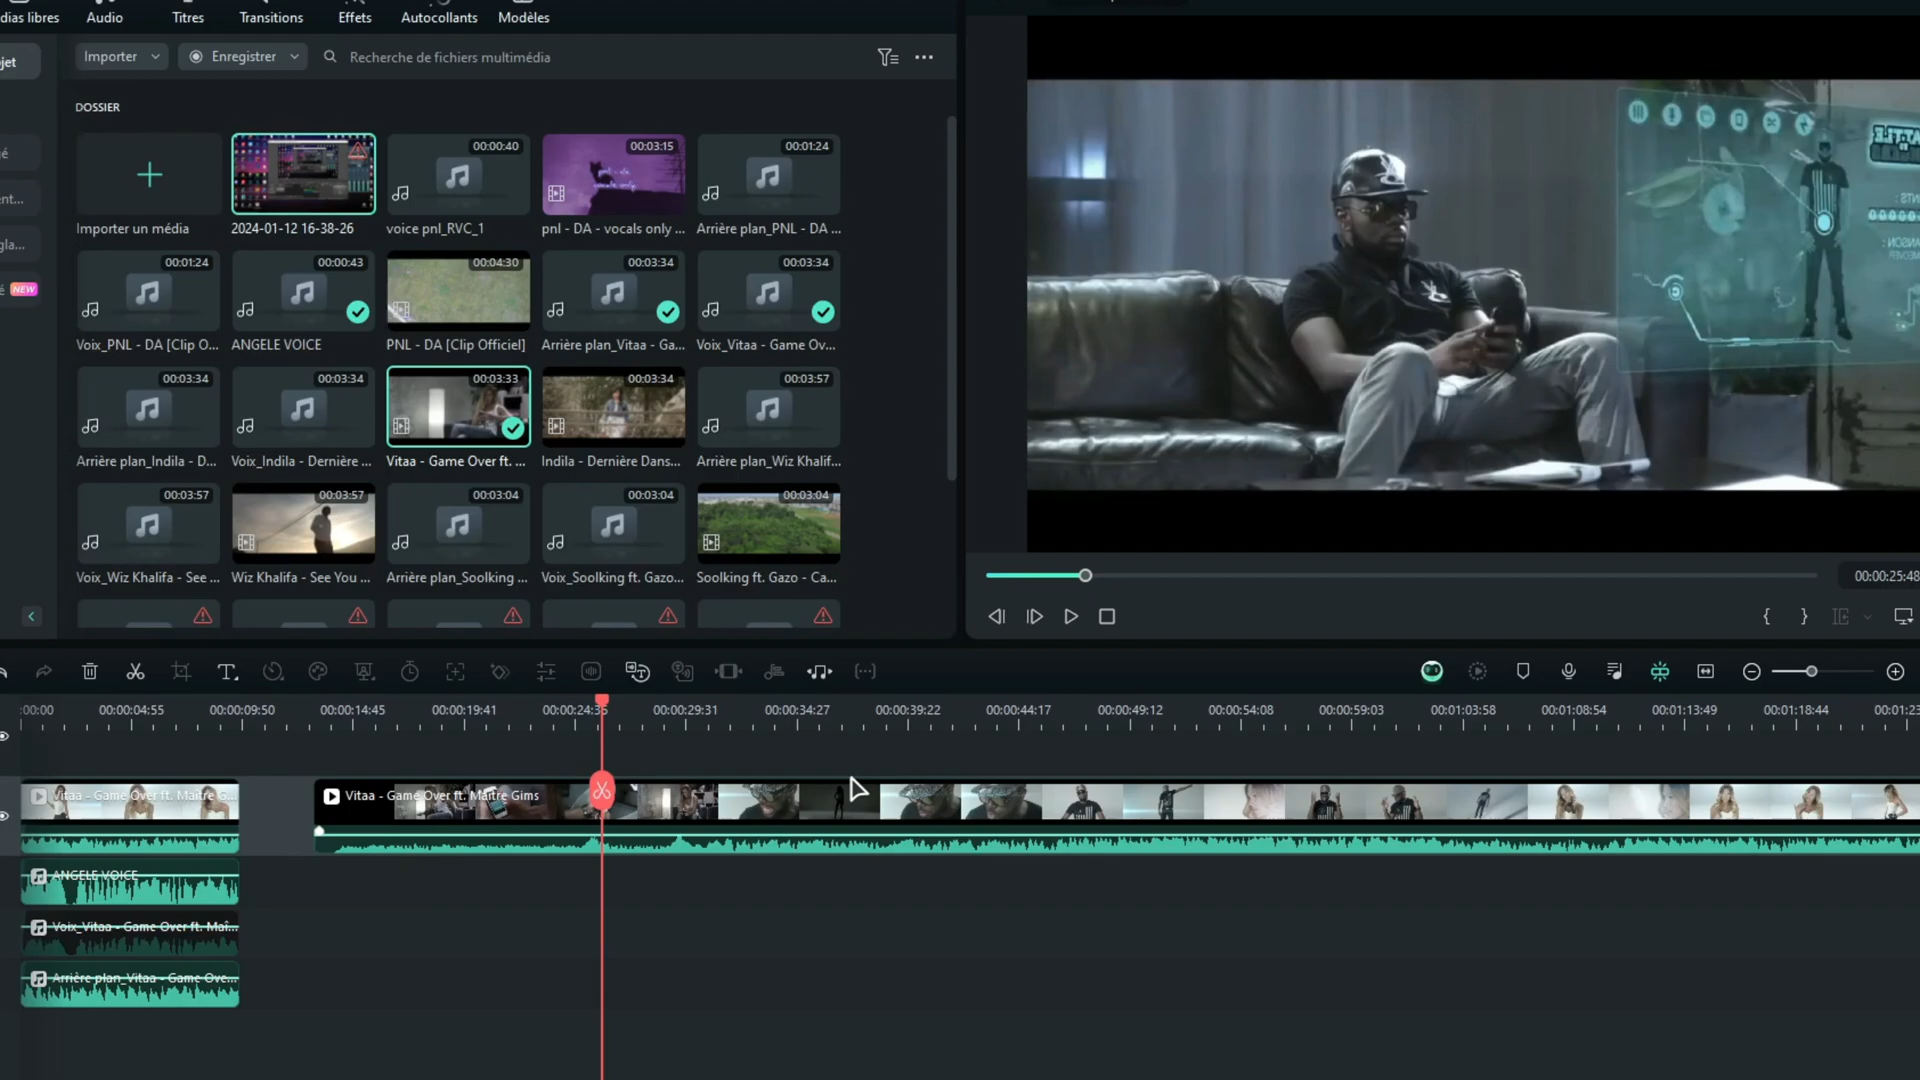 dias libres Audio Titres Transitions Effets Autocollants Modèles
jet Importer Enregistrer Recherche de fichiers multimédia
DOSSIER
00:00:40 00:03:15 00:01:24
Importer un média 2024-01-12 16-38-26 voice pnl_RVC_1 pnl - DA - vocals only ... Arrière plan_PNL - DA ...
00:01:24 00:00:43 00:04:30 00:03:34 00:03:34
NEW
Voix_PNL - DA [Clip O... ANGELE VOICE PNL - DA [Clip Officiel] Arrière plan_Vitaa - Ga... Voix_Vitaa - Game Ov...
00:03:34 00:03:34 00:03:33 00:03:34 00:03:57
Arrière plan_Indila - D... Voix_Indila - Dernière ... Vitaa - Game Over ft. ... Indila - Dernière Dans... Arrière plan_Wiz Khalif...
00:03:57 00:03:57 00:03:04 00:03:04 00:03:04
Voix_Wiz Khalifa - See ... Wiz Khalifa - See You ... Arrière plan_Soolking ... Voix_Soolking ft. Gazo... Soolking ft. Gazo - Ca...
00:00:25:48
:00:00 00:00:04:55 00:00:09:50 00:00:14:45 00:00:19:41 00:00:24:36 00:00:29:31 00:00:34:27 00:00:39:22 00:00:44:17 00:00:49:12 00:00:54:08 00:00:59:03 00:01:03:58 00:01:08:54 00:01:13:49 00:01:18:44 00:01:23
Vitaa - Game Over ft. Maître G... Vitaa - Game Over ft. Maître Gims
ANGELE VOICE
Voix_Vitaa - Game Over ft. Maî...
Arrière plan_Vitaa - Game Ove...